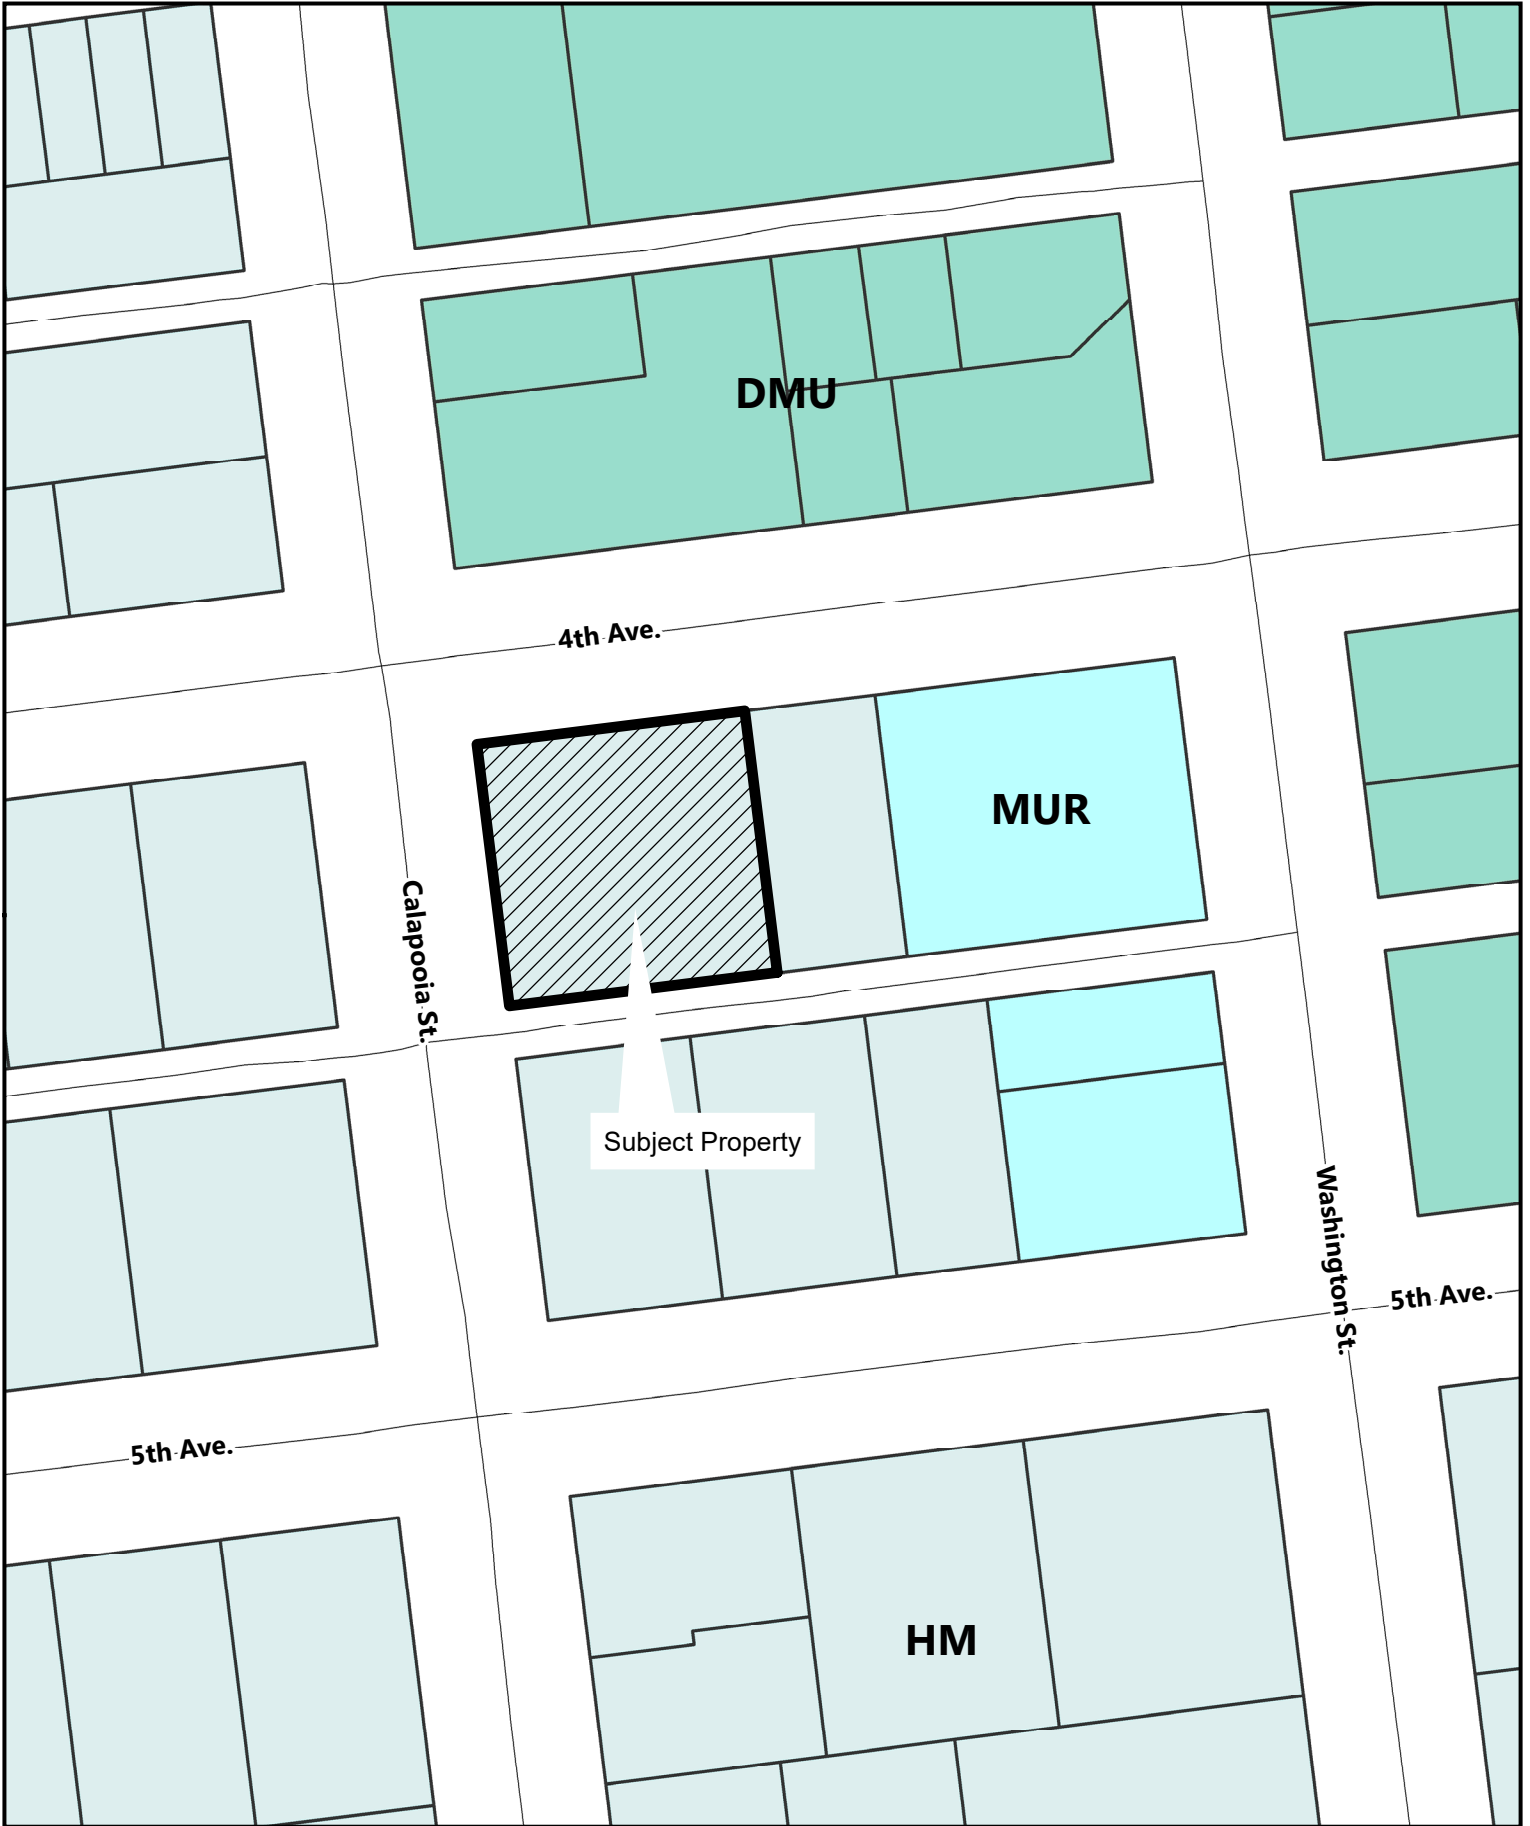 DMU
4th Ave.
MUR
Calapooia St.
Subject Property
Washington St.
5th Ave.
5th Ave.
HM